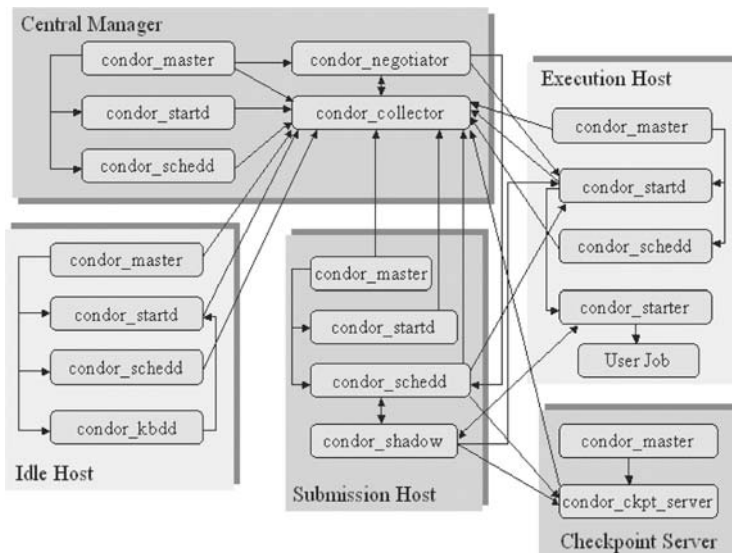 Central Manager
condor_master
condor_negotiator
condor_startd
condor_collector
condor_schedd
Execution Host
condor_master
condor_startd
condor_schedd
condor_starter
User Job
condor_master
condor_startd
condor_schedd
condor_kbdd
Idle Host
condor_master
condor_startd
condor_schedd
condor_shadow
Submission Host
condor_master
condor_ckpt_server
Checkpoint Server